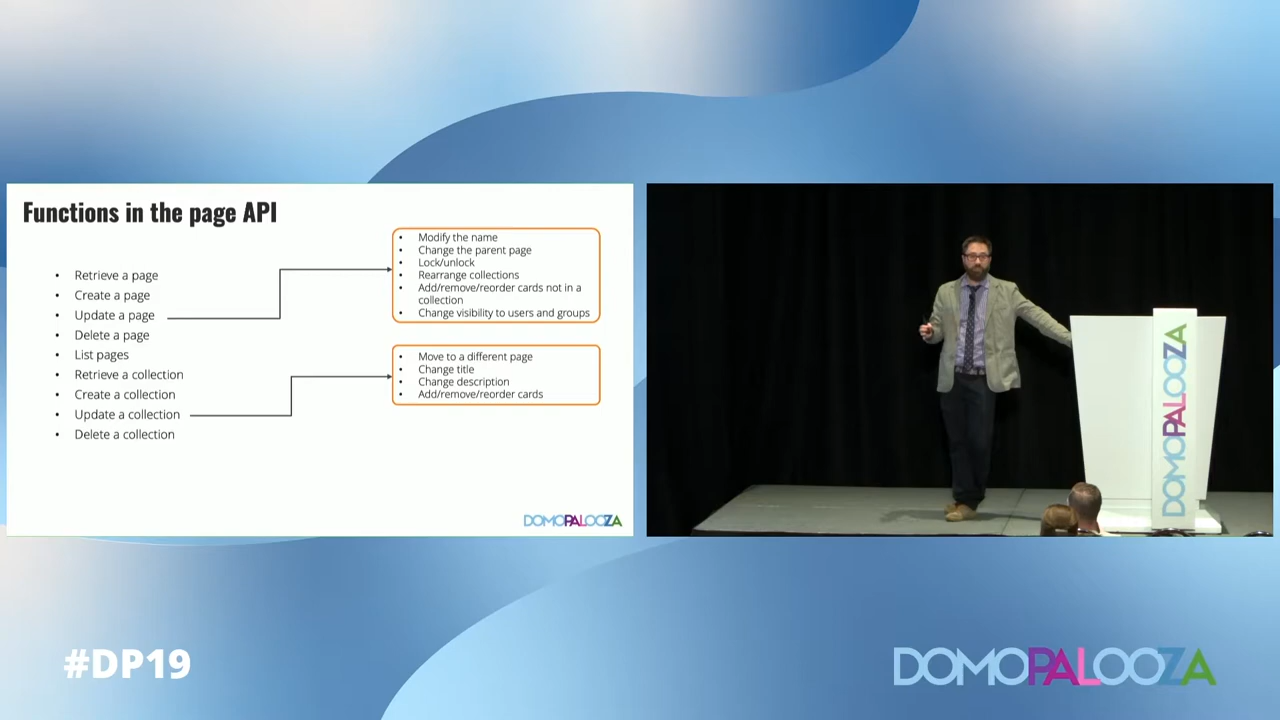 Functions in the page API
• Retrieve a page
• Create a page
• Update a page
• Delete a page
• List pages
• Retrieve a collection
• Create a collection
• Update a collection
• Delete a collection
• Modify the name
• Change the parent page
• Lock/unlock
• Rearrange collections
• Add/remove/reorder cards not in a
collection
• Change visibility to users and groups
• Move to a different page
• Change title
• Change description
• Add/remove/reorder cards
DOMOPALOOZA
DOMOPALOOZA
#DP19
DOMOPALOOZA